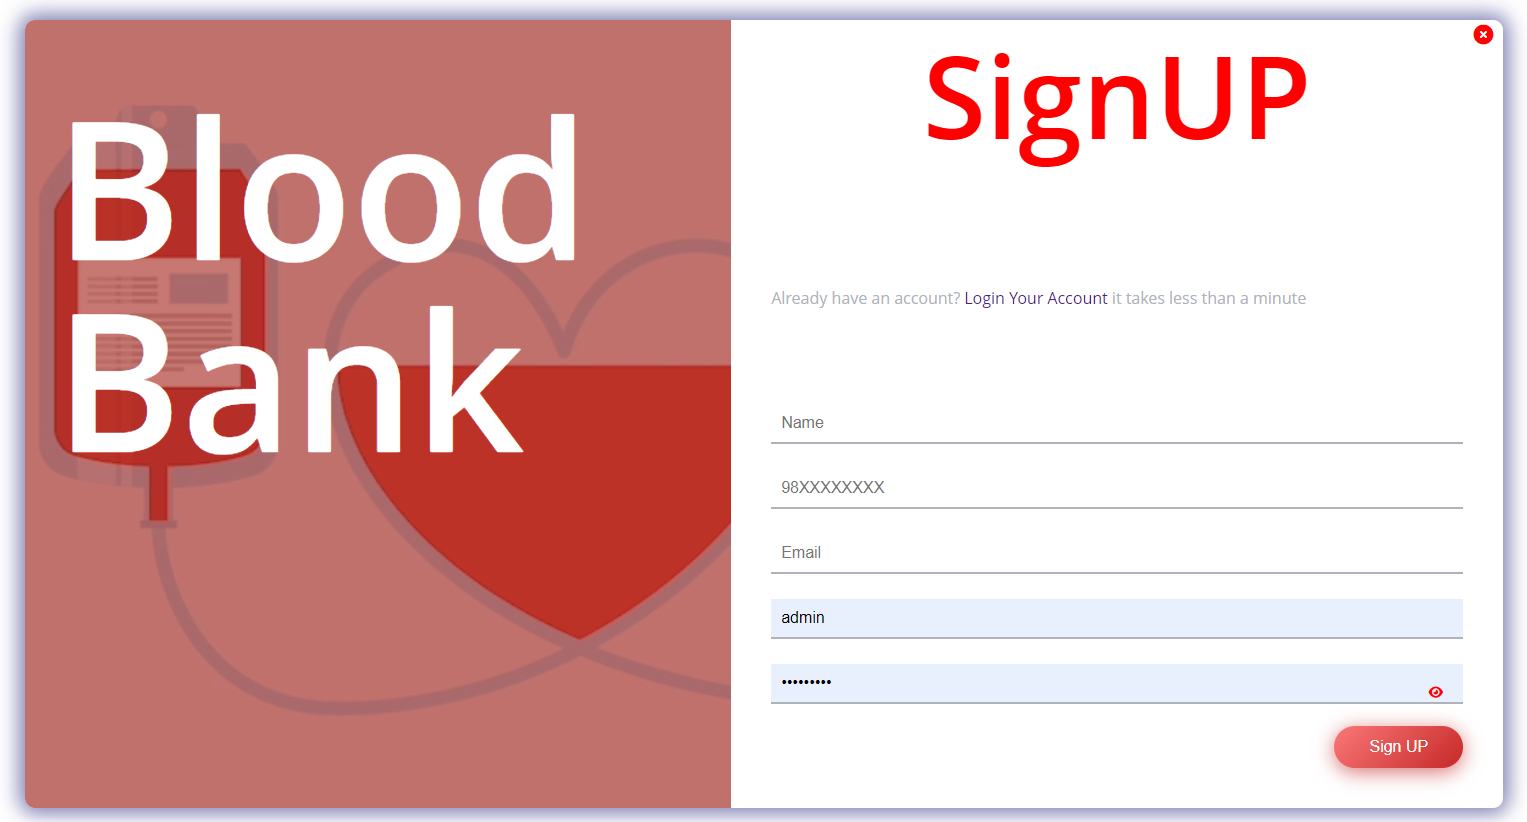 Blood
Bank
SignUP
Already have an account? Login Your Account it takes less than a minute
Name
98XXXXXXXX
Email
admin
•••••••••
Sign UP